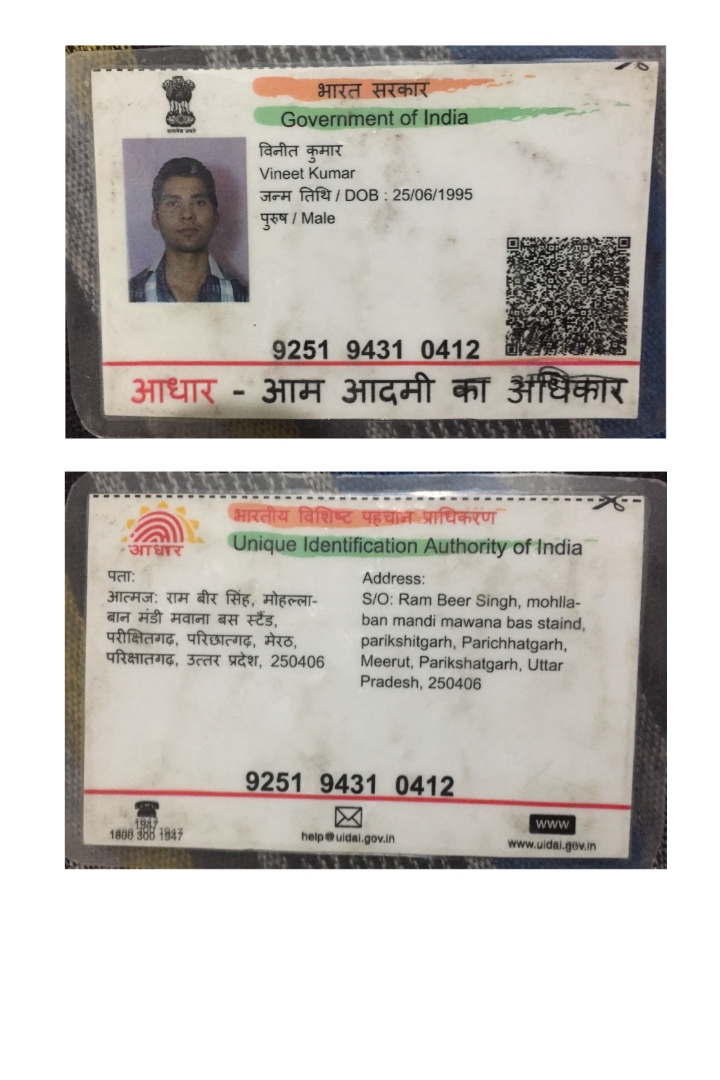 भारत सरकार
Government of India
विनीत कुमार
Vineet Kumar
जन्म तिथि / DOB : 25/06/1995
पुरुष / Male
9251 9431 0412
आधार - आम आदमी का अधिकार
भारतीय विशिष्ट पहचान प्राधिकरण
आधार
Unique Identification Authority of India
पता:
आत्मज: राम बीर सिंह, मोहल्ला-
बान मंडी मवाना बस स्टैंड,
परीक्षितगढ़, परिछात्गढ़, मेरठ,
परिक्षातगढ़, उत्तर प्रदेश, 250406
Address:
S/O: Ram Beer Singh, mohlla-
ban mandi mawana bas staind,
parikshitgarh, Parichhatgarh,
Meerut, Parikshatgarh, Uttar
Pradesh, 250406
9251 9431 0412
1947
1800 300 1947
help@uidai.gov.in
www
www.uidai.gov.in